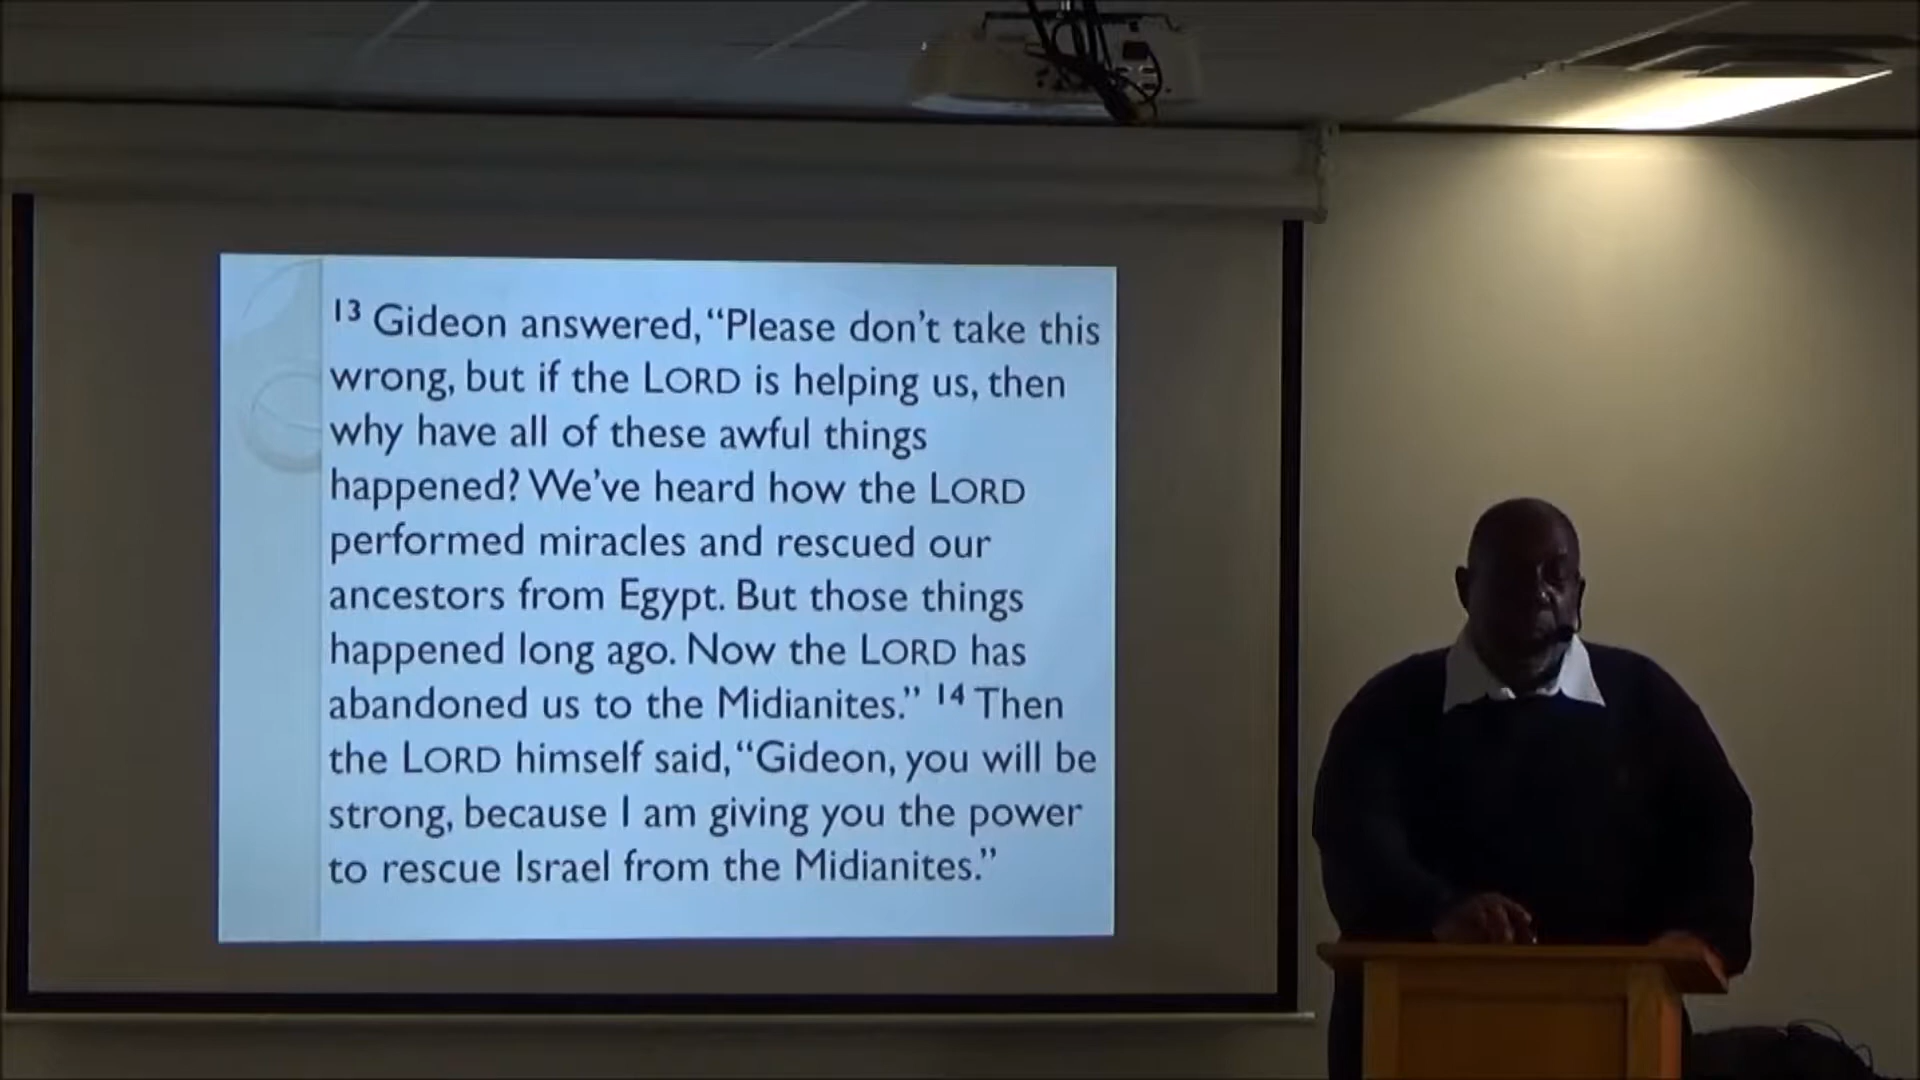 13 Gideon answered, “Please don’t take this
wrong, but if the LORD is helping us, then
why have all of these awful things
happened? We’ve heard how the LORD
performed miracles and rescued our
ancestors from Egypt. But those things
happened long ago. Now the LORD has
abandoned us to the Midianites.” 14 Then
the LORD himself said, “Gideon, you will be
strong, because I am giving you the power
to rescue Israel from the Midianites.”